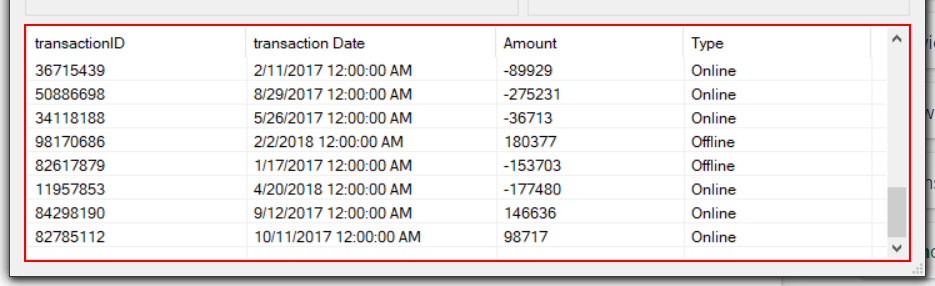 transactionID transaction Date Amount Type
36715439 2/11/2017 12:00:00 AM -89929 Online
50886698 8/29/2017 12:00:00 AM -275231 Online
34118188 5/26/2017 12:00:00 AM -36713 Online
98170686 2/2/2018 12:00:00 AM 180377 Offline
82617879 1/17/2017 12:00:00 AM -153703 Offline
11957853 4/20/2018 12:00:00 AM -177480 Online
84298190 9/12/2017 12:00:00 AM 146636 Online
82785112 10/11/2017 12:00:00 AM 98717 Online